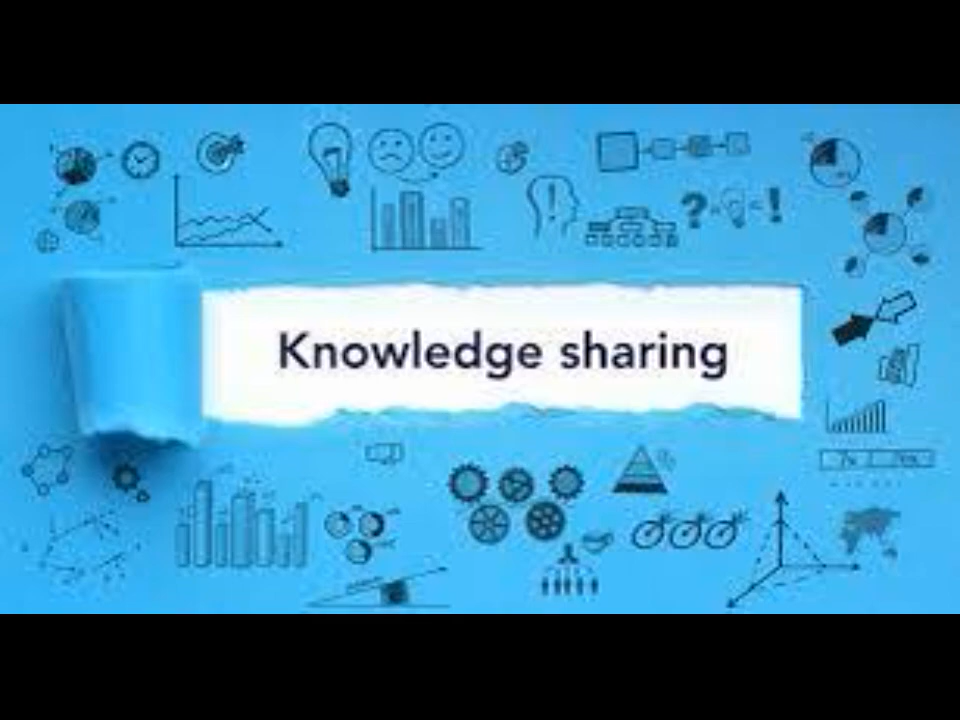 ? = !
!
Knowledge sharing